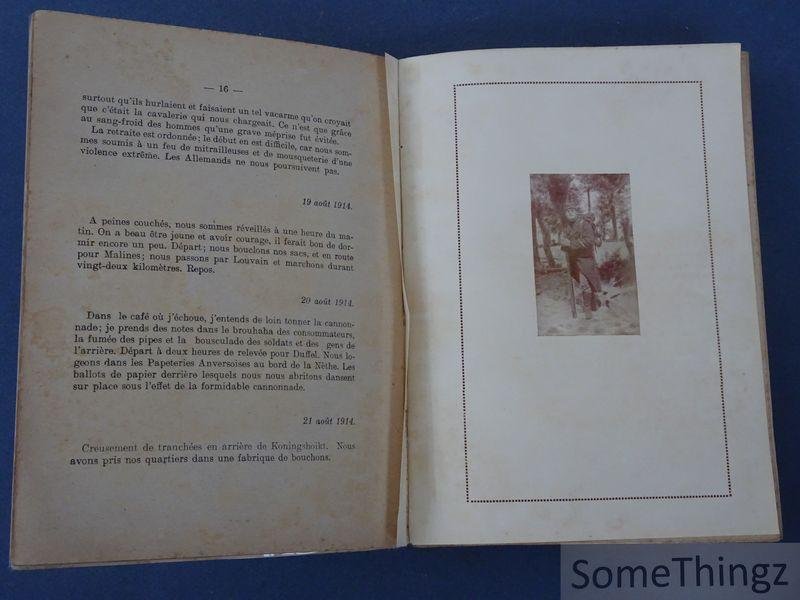 — 16 —
surtout qu'ils hurlaient et faisaient un tel vacarme qu'on croyait
que c'était la cavalerie qui nous chargeait. Ce n'est que grâce
au sang-froid des hommes qu'une grave méprise fut évitée.
La retraite est ordonnée; le début en est difficile, car nous som-
mes soumis à un feu de mitrailleuses et de mousqueterie d'une
violence extrême. Les Allemands ne nous poursuivent pas.
19 août 1914.
A peines couchés, nous sommes réveillés à une heure du ma-
tin. On a beau être jeune et avoir courage, il ferait bon de dor-
mir encore un peu. Départ; nous bouclons nos sacs, et en route
pour Malines; nous passons par Louvain et marchons durant
vingt-deux kilomètres. Repos.
20 août 1914.
Dans le café où j'échoue, j'entends de loin tonner la cannon-
nade; je prends des notes dans le brouhaha des consommateurs,
la fumée des pipes et la bousculade des soldats et des gens de
l'arrière. Départ à deux heures de relevée pour Duffel. Nous lo-
geons dans les Papeteries Anversoises au bord de la Nèthe. Les
ballots de papier derrière lesquels nous nous abritons dansent
sur place sous l'effet de la formidable cannonnade.
21 août 1914.
Creusement de tranchées en arrière de Koningshoikt. Nous
avons pris nos quartiers dans une fabrique de bouchons.
SomeThingz